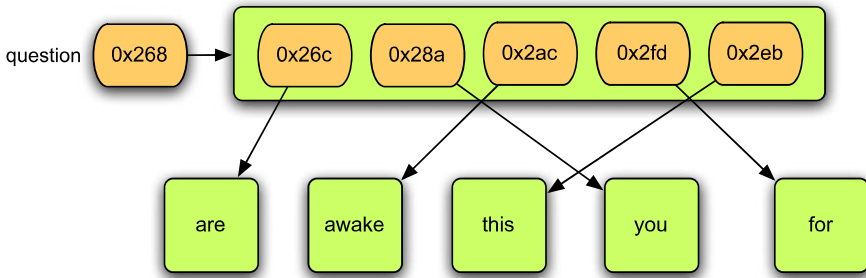 question 0x268 0x26c 0x28a 0x2ac 0x2fd 0x2eb
are awake this you for